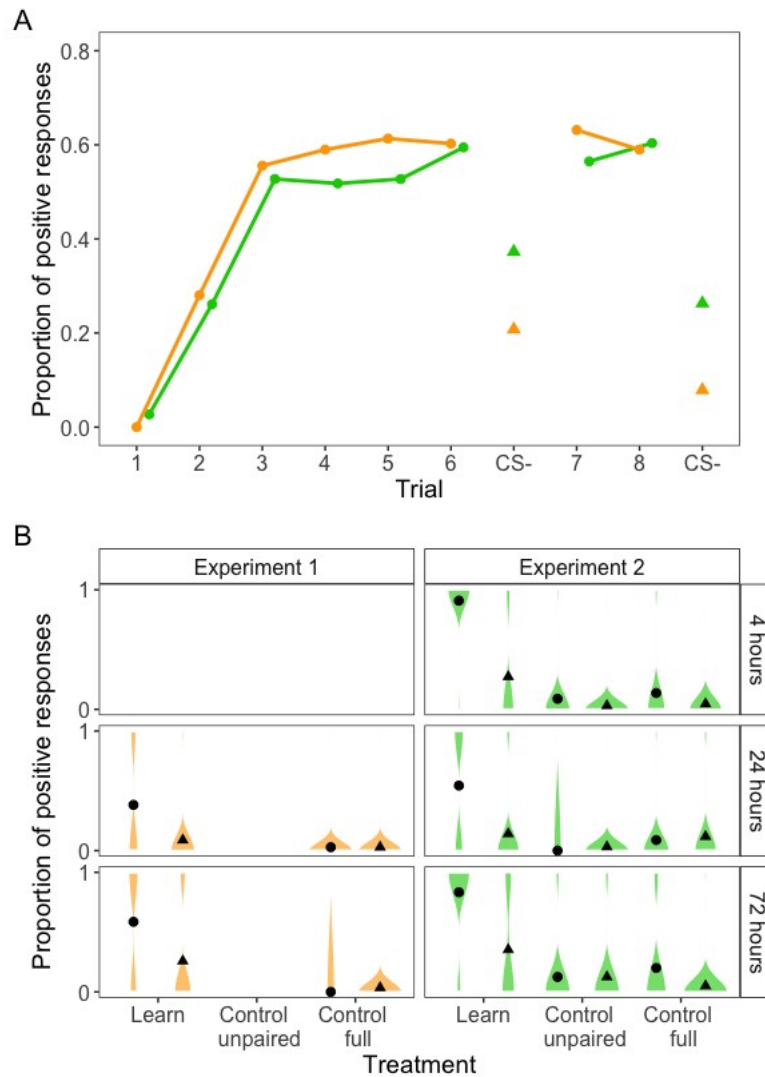 A
Proportion of positive responses
0.8
0.6
0.4
0.2
0.0
1 2 3 4 5 6 CS- 7 8 CS-
Trial
B
Experiment 1 Experiment 2
Proportion of positive responses
1
0
4 hours
1
0
24 hours
1
0
72 hours
Learn Control Control Learn Control Control
unpaired full unpaired full
Treatment